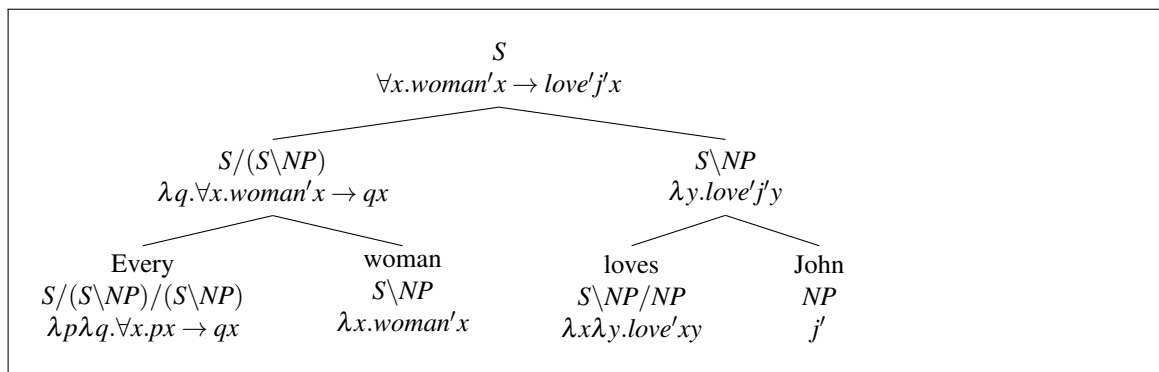 S
∀x.woman′x → love′j′x
S/(S\NP) S\NP
λq.∀x.woman′x → qx λy.love′j′y
Every woman loves John
S/(S\NP)/(S\NP) S\NP S\NP/NP NP
λpλq.∀x.px → qx λx.woman′x λxλy.love′xy j′